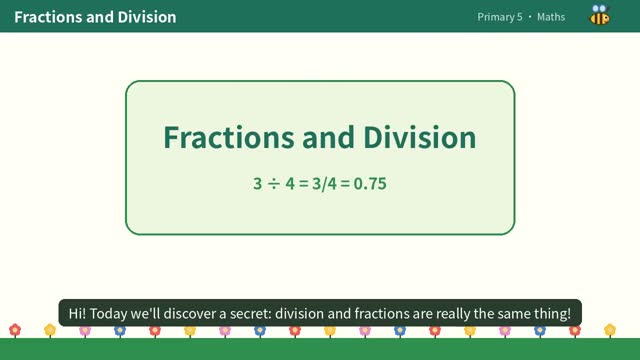 Fractions and Division
Primary 5 • Maths
Fractions and Division
3 ÷ 4 = 3/4 = 0.75
Hi! Today we'll discover a secret: division and fractions are really the same thing!